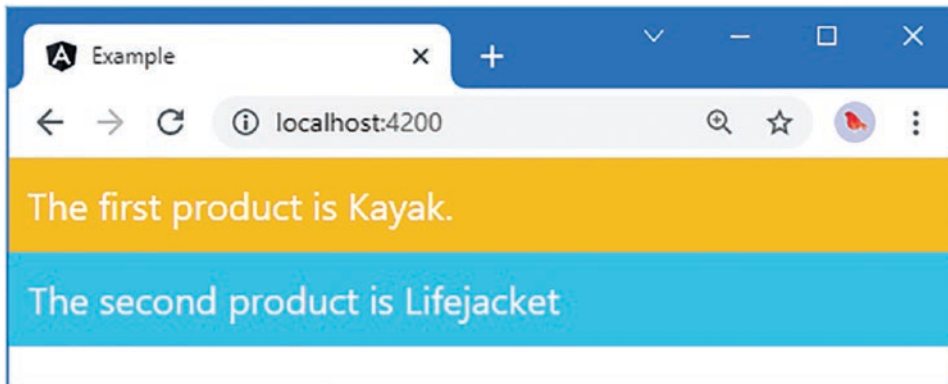 Example
localhost:4200
The first product is Kayak.
The second product is Lifejacket